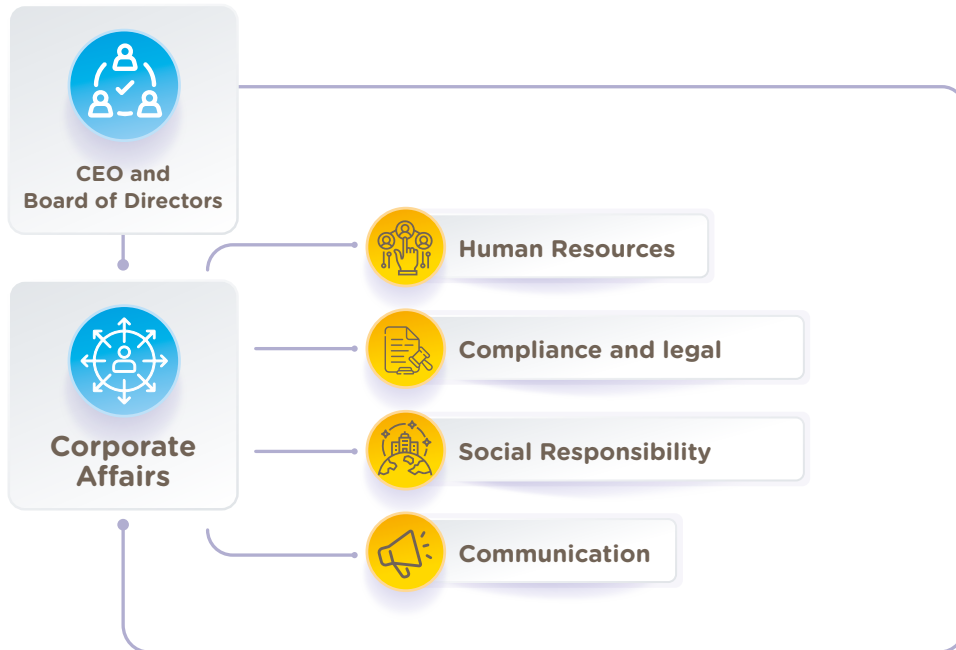 CEO and
Board of Directors
Human Resources
Compliance and legal
Corporate
Affairs
Social Responsibility
Communication